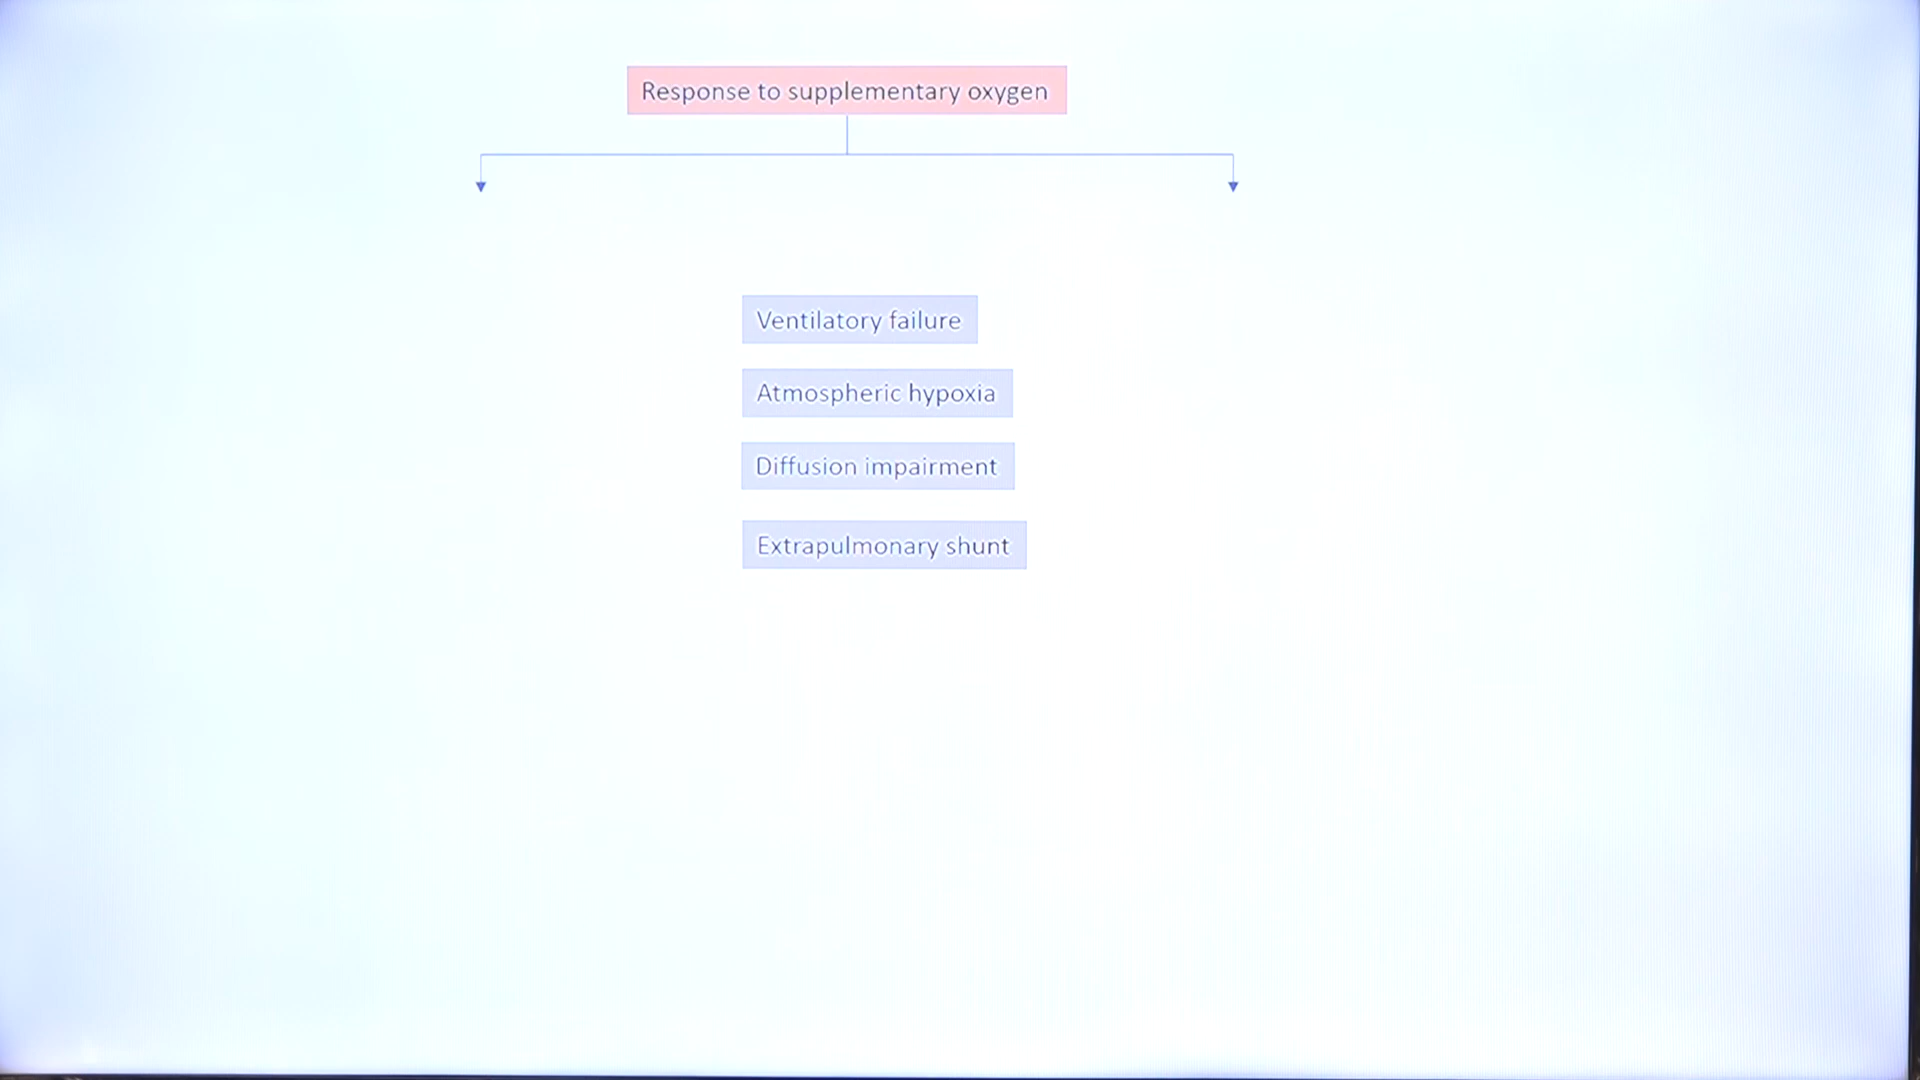 Response to supplementary oxygen
Ventilatory failure
Atmospheric hypoxia
Diffusion impairment
Extrapulmonary shunt